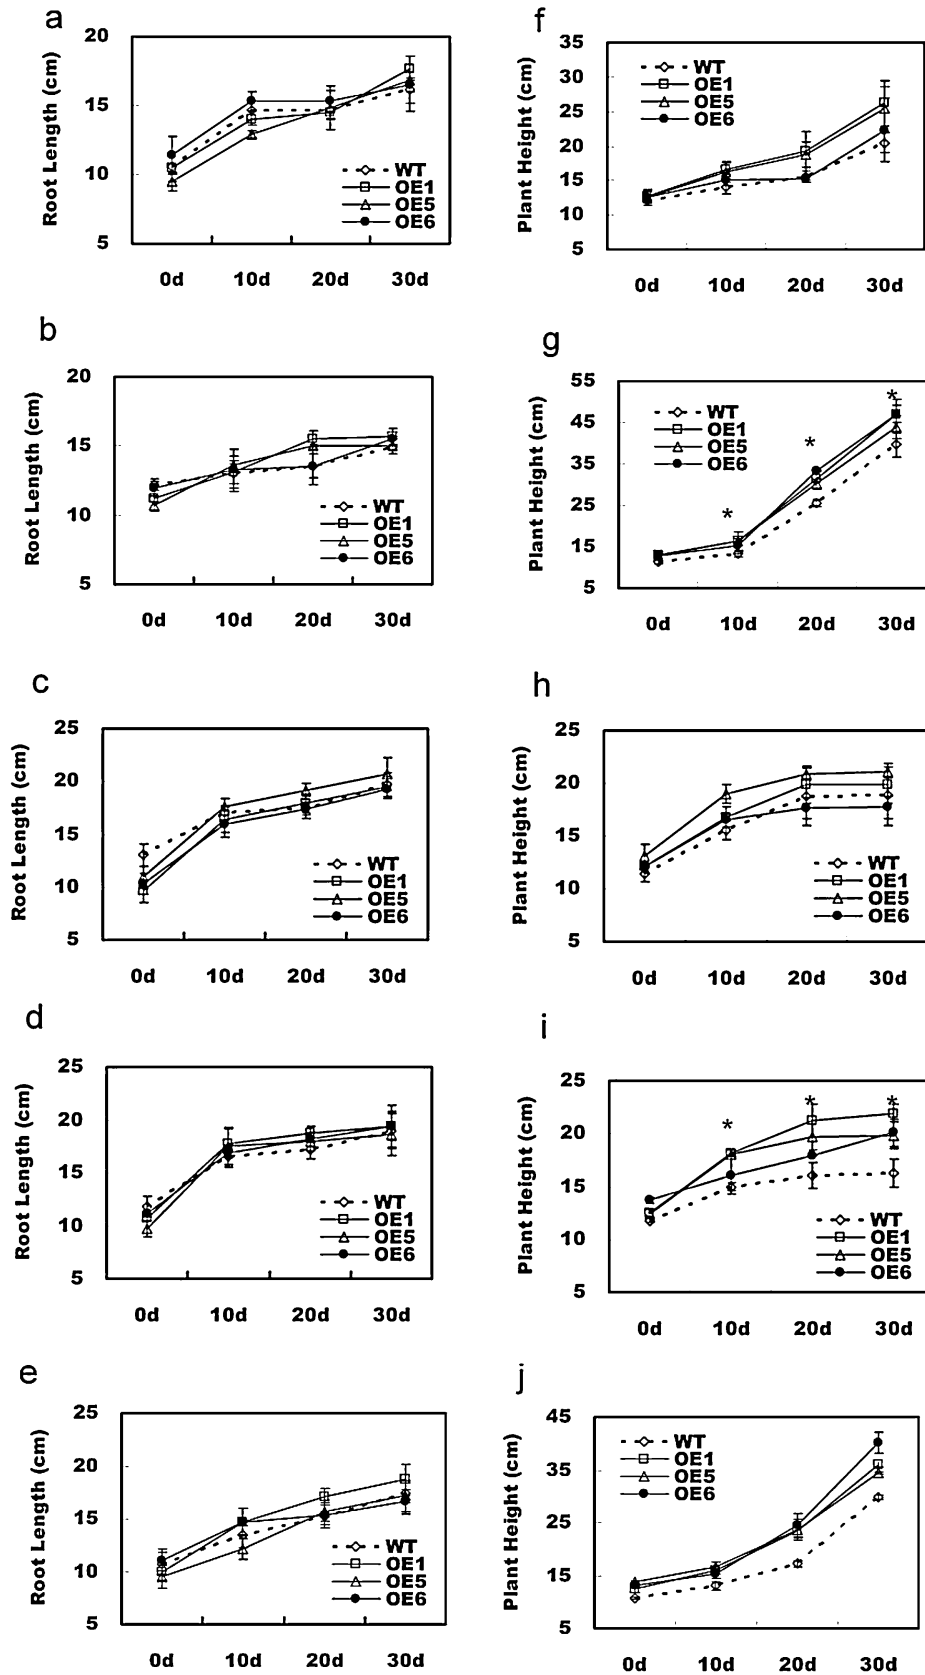 a
20
15
10
5
Root Length (cm)
WT
OE1
OE5
OE6
0d 10d 20d 30d
f
35
30
25
20
15
10
5
Plant Height (cm)
WT
OE1
OE5
OE6
0d 10d 20d 30d
b
20
15
10
5
Root Length (cm)
WT
OE1
OE5
OE6
0d 10d 20d 30d
g
55
45
35
25
15
5
Plant Height (cm)
WT
OE1
OE5
OE6
* * *
0d 10d 20d 30d
c
25
20
15
10
5
Root Length (cm)
WT
OE1
OE5
OE6
0d 10d 20d 30d
h
25
20
15
10
5
Plant Height (cm)
WT
OE1
OE5
OE6
0d 10d 20d 30d
d
25
20
15
10
5
Root Length (cm)
WT
OE1
OE5
OE6
0d 10d 20d 30d
i
25
20
15
10
5
Plant Height (cm)
* * *
WT
OE1
OE5
OE6
0d 10d 20d 30d
e
25
20
15
10
5
Root Length (cm)
WT
OE1
OE5
OE6
0d 10d 20d 30d
j
45
35
25
15
5
Plant Height (cm)
WT
OE1
OE5
OE6
0d 10d 20d 30d